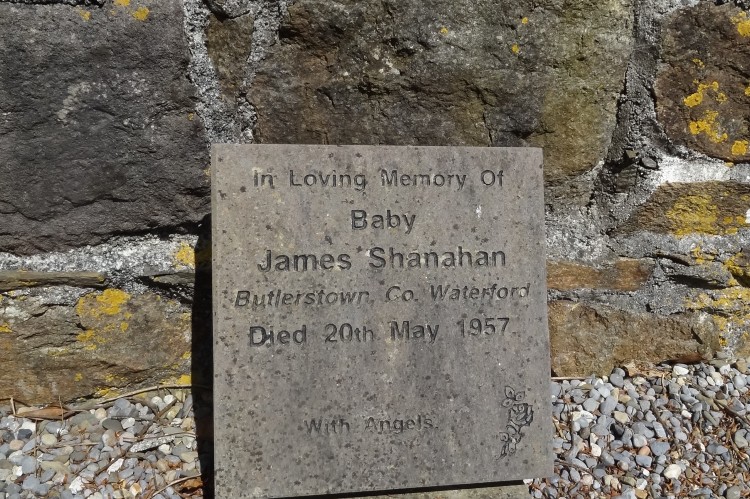 In Loving Memory Of
Baby
James Shanahan
Butlerstown, Co. Waterford
Died 20th May 1957.
With Angels.